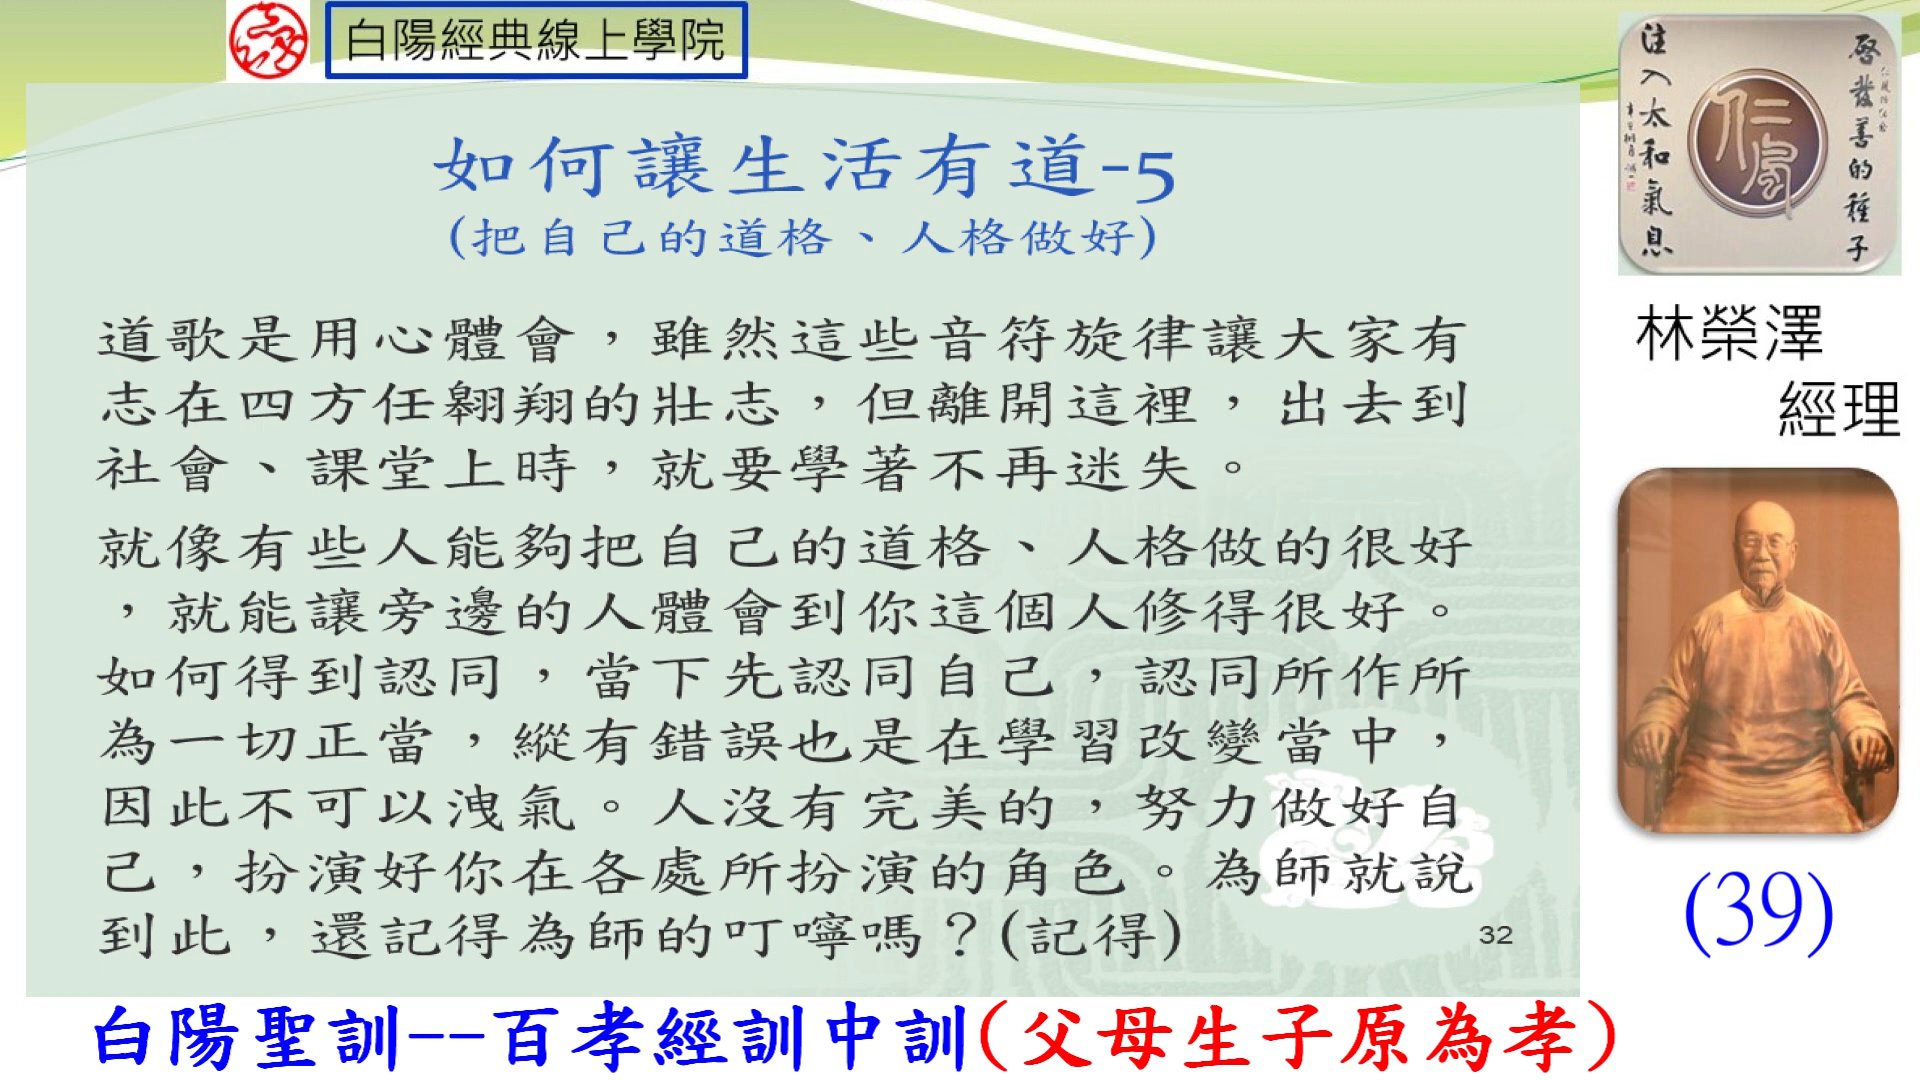 白陽經典線上學院
如何讓生活有道-5
(把自己的道格、人格做好)
道歌是用心體會，雖然這些音符旋律讓大家有
志在四方任翱翔的壯志，但離開這裡，出去到
社會、課堂上時，就要學著不再迷失。
就像有些人能夠把自己的道格、人格做的很好
，就能讓旁邊的人體會到你這個人修得很好。
如何得到認同，當下先認同自己，認同所作所
為一切正當，縱有錯誤也是在學習改變當中，
因此不可以洩氣。人沒有完美的，努力做好自
己，扮演好你在各處所扮演的角色。為師就說
到此，還記得為師的叮嚀嗎？(記得)
32
啓發善的種子
注入太和氣息
仁風
林榮澤
經理
(39)
白陽聖訓--百孝經訓中訓(父母生子原為孝)